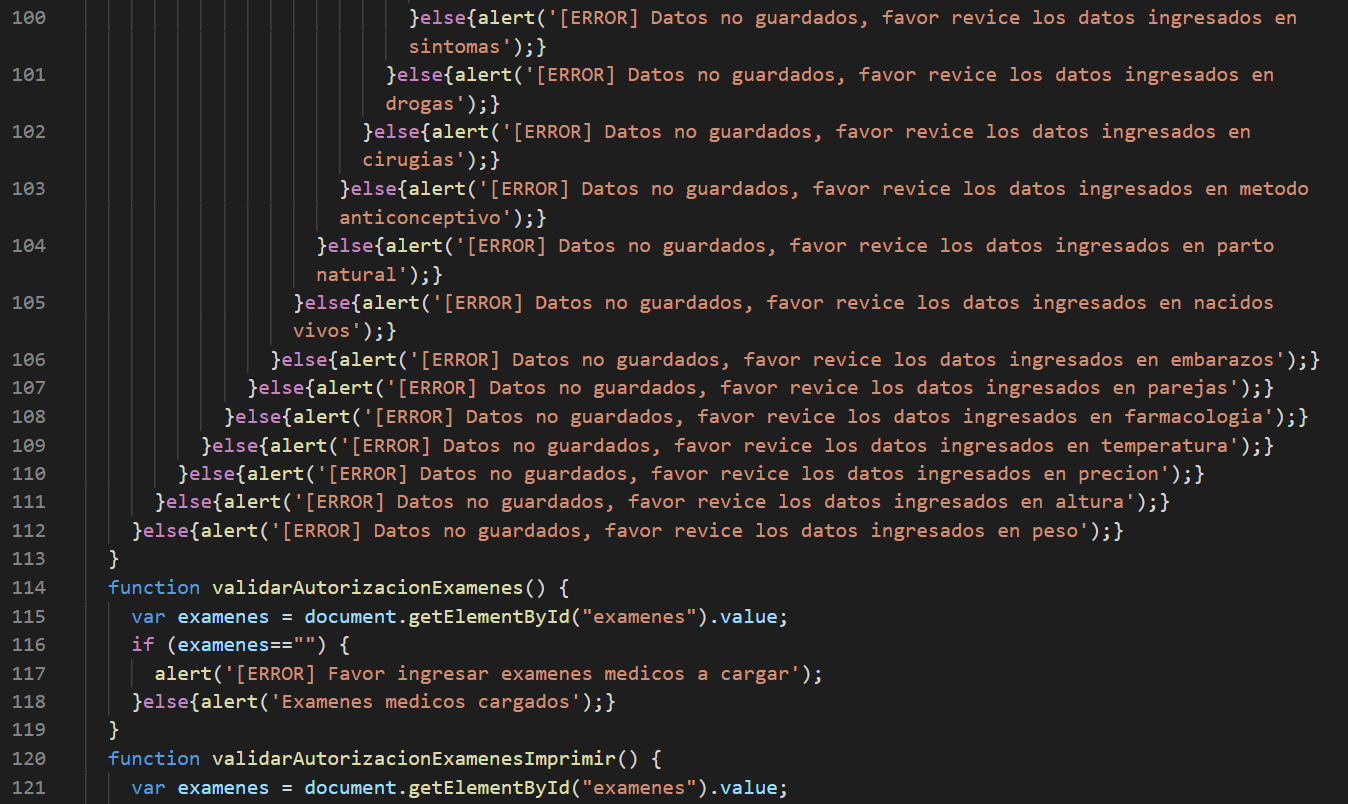 100 }else{alert('[ERROR] Datos no guardados, favor revice los datos ingresados en
sintomas');}
101 }else{alert('[ERROR] Datos no guardados, favor revice los datos ingresados en
drogas');}
102 }else{alert('[ERROR] Datos no guardados, favor revice los datos ingresados en
cirugias');}
103 }else{alert('[ERROR] Datos no guardados, favor revice los datos ingresados en metodo
anticonceptivo');}
104 }else{alert('[ERROR] Datos no guardados, favor revice los datos ingresados en parto
natural');}
105 }else{alert('[ERROR] Datos no guardados, favor revice los datos ingresados en nacidos
vivos');}
106 }else{alert('[ERROR] Datos no guardados, favor revice los datos ingresados en embarazos');}
107 }else{alert('[ERROR] Datos no guardados, favor revice los datos ingresados en parejas');}
108 }else{alert('[ERROR] Datos no guardados, favor revice los datos ingresados en farmacologia');}
109 }else{alert('[ERROR] Datos no guardados, favor revice los datos ingresados en temperatura');}
110 }else{alert('[ERROR] Datos no guardados, favor revice los datos ingresados en precion');}
111 }else{alert('[ERROR] Datos no guardados, favor revice los datos ingresados en altura');}
112 }else{alert('[ERROR] Datos no guardados, favor revice los datos ingresados en peso');}
113 }
114 function validarAutorizacionExamenes() {
115 var examenes = document.getElementById("examenes").value;
116 if (examenes=="") {
117 alert('[ERROR] Favor ingresar examenes medicos a cargar');
118 }else{alert('Examenes medicos cargados');}
119 }
120 function validarAutorizacionExamenesImprimir() {
121 var examenes = document.getElementById("examenes").value;